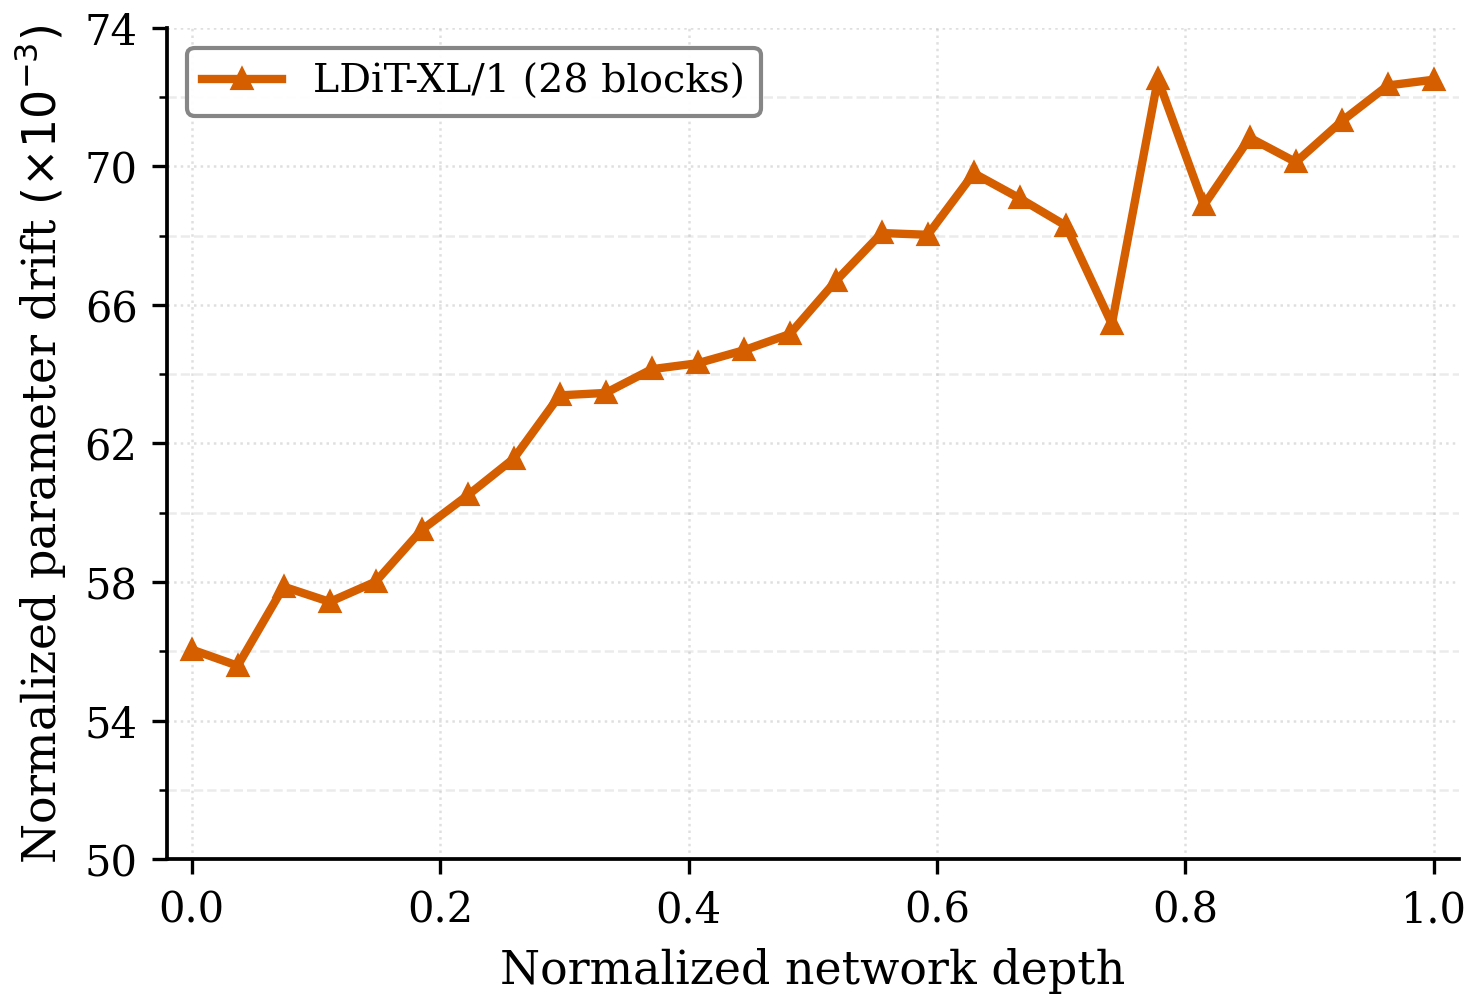 LDiT-XL/1 (28 blocks)
Normalized parameter drift (×10⁻³)
74
70
66
62
58
54
50
0.0 0.2 0.4 0.6 0.8 1.0
Normalized network depth